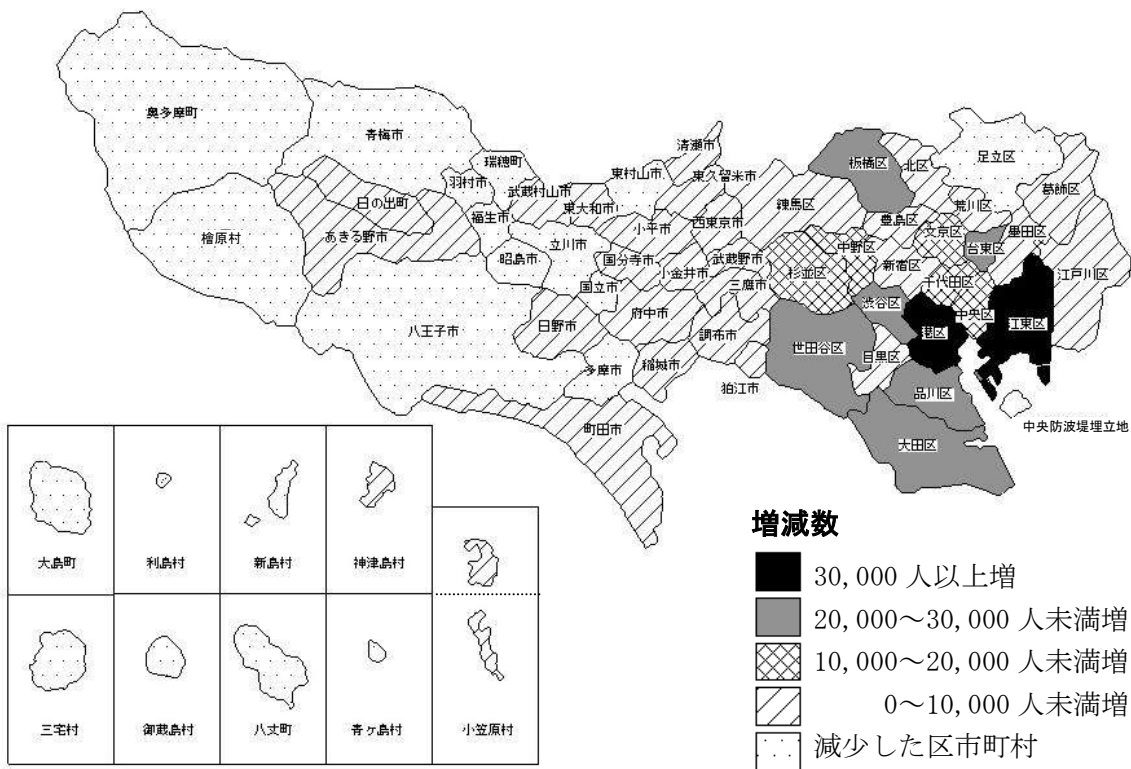 清瀬市
奥多摩町
青梅市
瑞穂町
東村山市
東久留米市
板橋区
北区
足立区
羽村市
武蔵村山市
東大和市
西東京市
練馬区
豊島区
荒川区
葛飾区
日の出町
福生市
小平市
文京区
台東区
墨田区
檜原村
あきる野市
立川市
昭島市
国分寺市
小金井市
武蔵野市
三鷹市
中野区
杉並区
新宿区
千代田区
江戸川区
国立市
渋谷区
中央区
八王子市
日野市
府中市
調布市
世田谷区
目黒区
港区
江東区
多摩市
稲城市
狛江市
品川区
町田市
大田区
中央防波堤埋立地
大島町
利島村
新島村
神津島村
三宅村
御蔵島村
八丈町
青ヶ島村
小笠原村
増減数
30,000 人以上増
20,000～30,000 人未満増
10,000～20,000 人未満増
0～10,000 人未満増
減少した区市町村